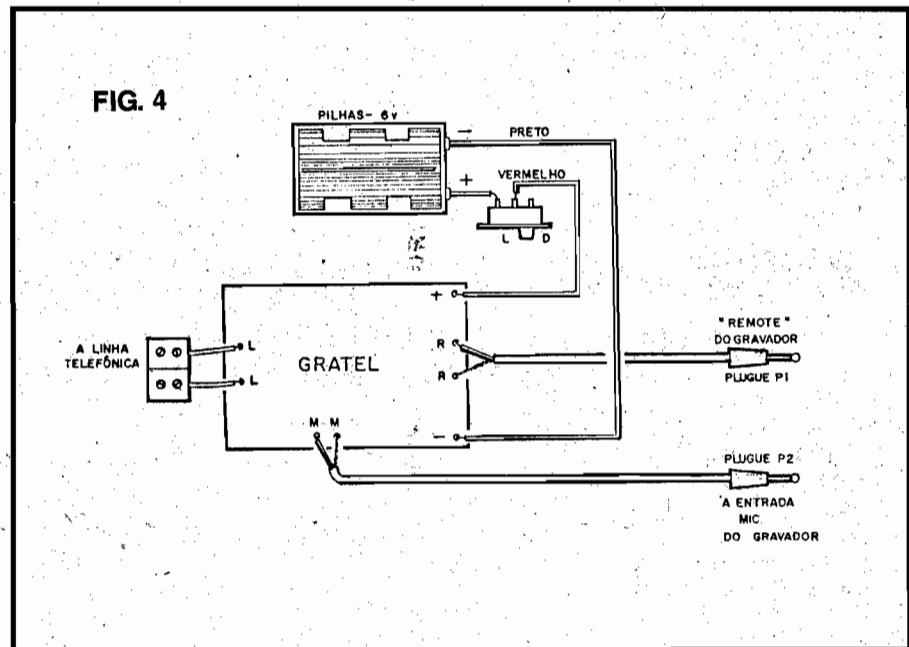 FIG. 4
PILHAS- 6v
−
PRETO
+
VERMELHO
L D
+
"REMOTE"
DO GRAVADOR
PLUGUE P1
A LINHA
TELEFÔNICA
L
L
GRATEL
R
R
M M
−
PLUGUE P2
A ENTRADA
MIC.
DO GRAVADOR